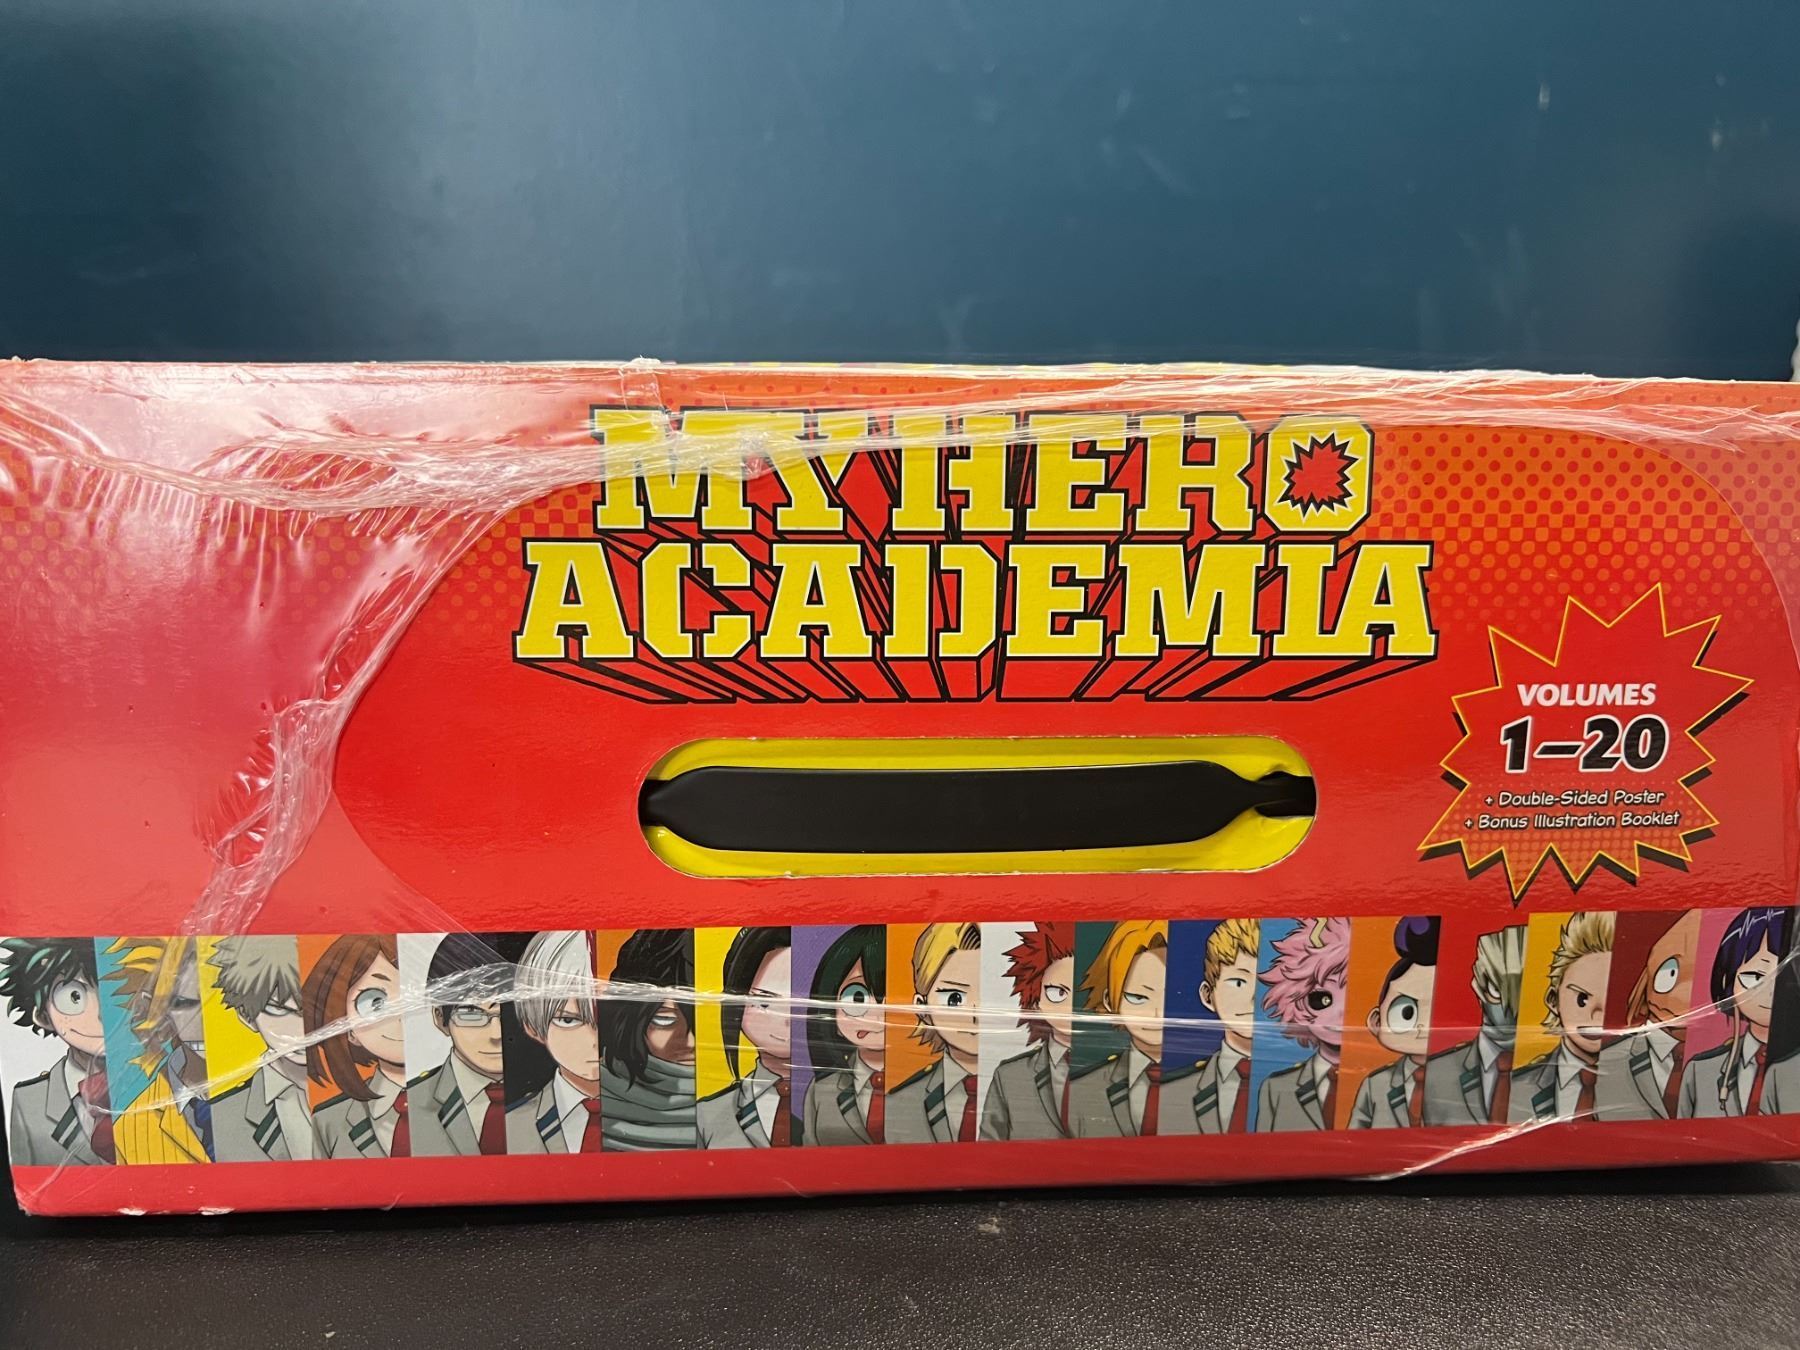 MY HERO
ACADEMIA
VOLUMES
1–20
+ Double-Sided Poster
+ Bonus Illustration Booklet